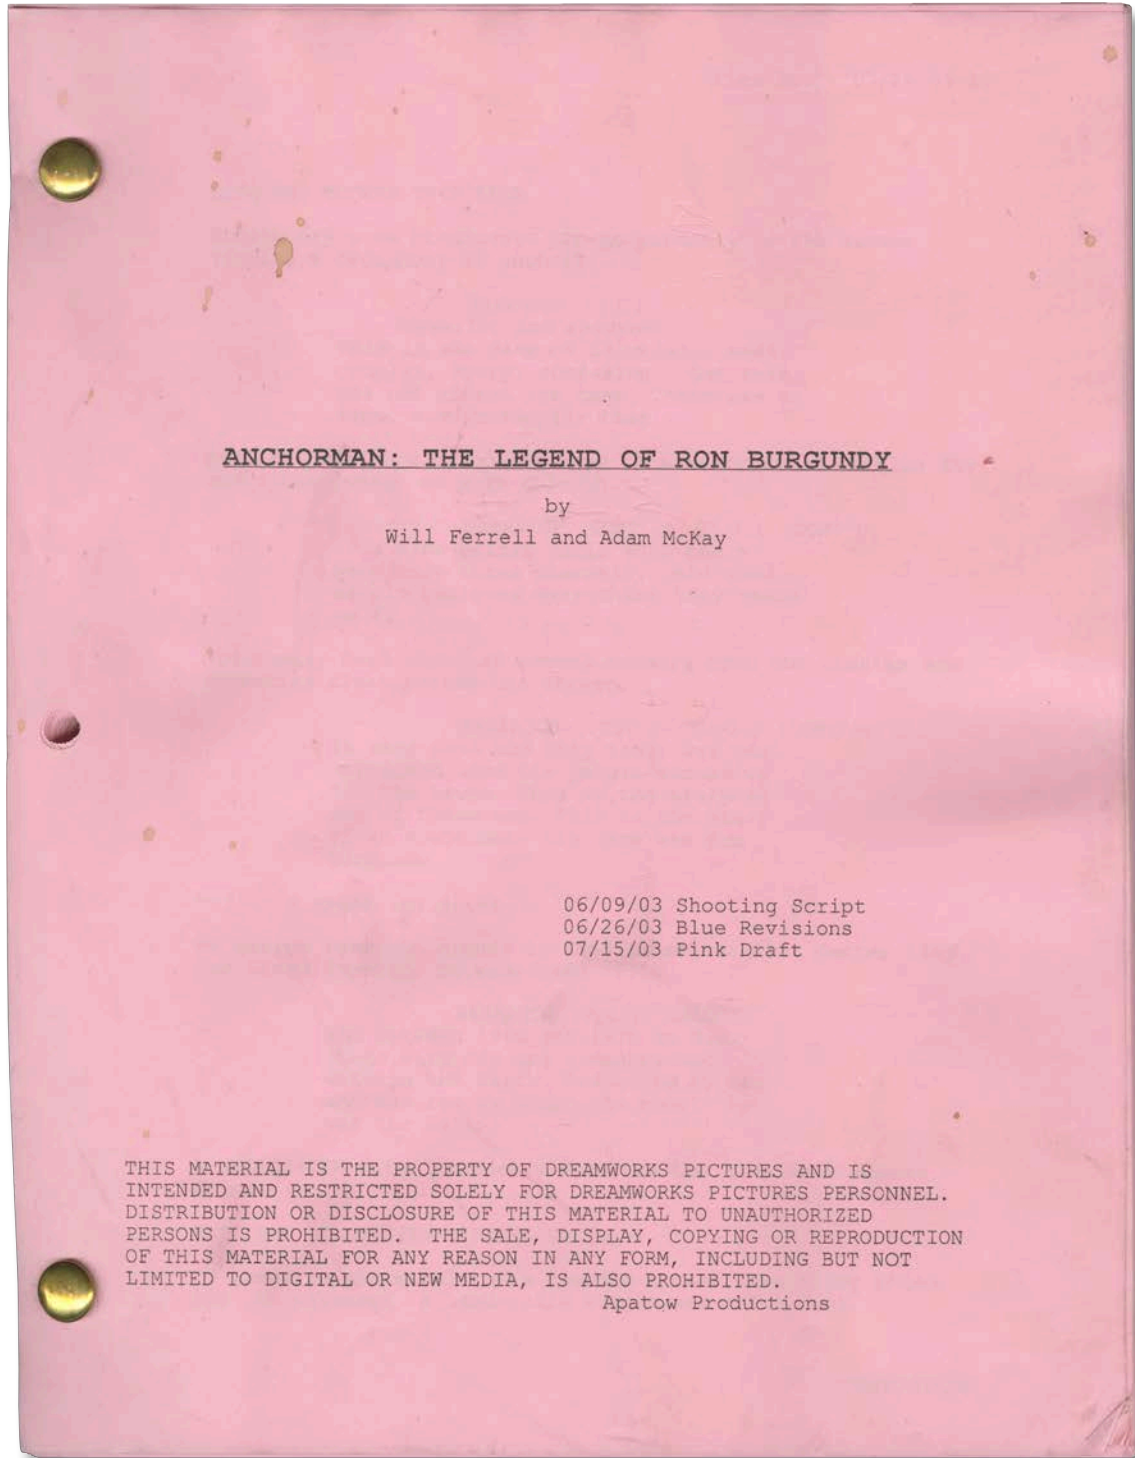 ANCHORMAN: THE LEGEND OF RON BURGUNDY
by
Will Ferrell and Adam McKay
06/09/03 Shooting Script
06/26/03 Blue Revisions
07/15/03 Pink Draft
THIS MATERIAL IS THE PROPERTY OF DREAMWORKS PICTURES AND IS
INTENDED AND RESTRICTED SOLELY FOR DREAMWORKS PICTURES PERSONNEL.
DISTRIBUTION OR DISCLOSURE OF THIS MATERIAL TO UNAUTHORIZED
PERSONS IS PROHIBITED.  THE SALE, DISPLAY, COPYING OR REPRODUCTION
OF THIS MATERIAL FOR ANY REASON IN ANY FORM, INCLUDING BUT NOT
LIMITED TO DIGITAL OR NEW MEDIA, IS ALSO PROHIBITED.
Apatow Productions